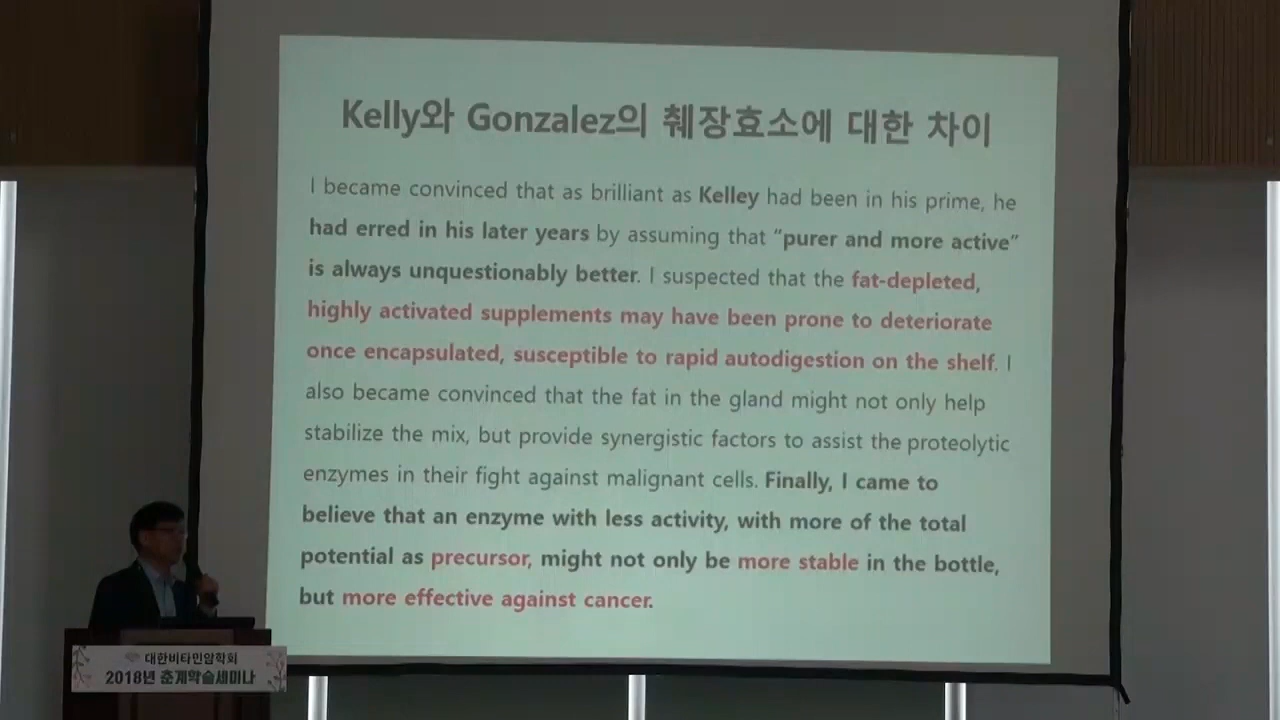 Kelly와 Gonzalez의 췌장효소에 대한 차이
I became convinced that as brilliant as Kelley had been in his prime, he
had erred in his later years by assuming that “purer and more active”
is always unquestionably better. I suspected that the fat-depleted,
highly activated supplements may have been prone to deteriorate
once encapsulated, susceptible to rapid autodigestion on the shelf. I
also became convinced that the fat in the gland might not only help
stabilize the mix, but provide synergistic factors to assist the proteolytic
enzymes in their fight against malignant cells. Finally, I came to
believe that an enzyme with less activity, with more of the total
potential as precursor, might not only be more stable in the bottle,
but more effective against cancer.
대한비타민암학회
2018년 춘계학술세미나